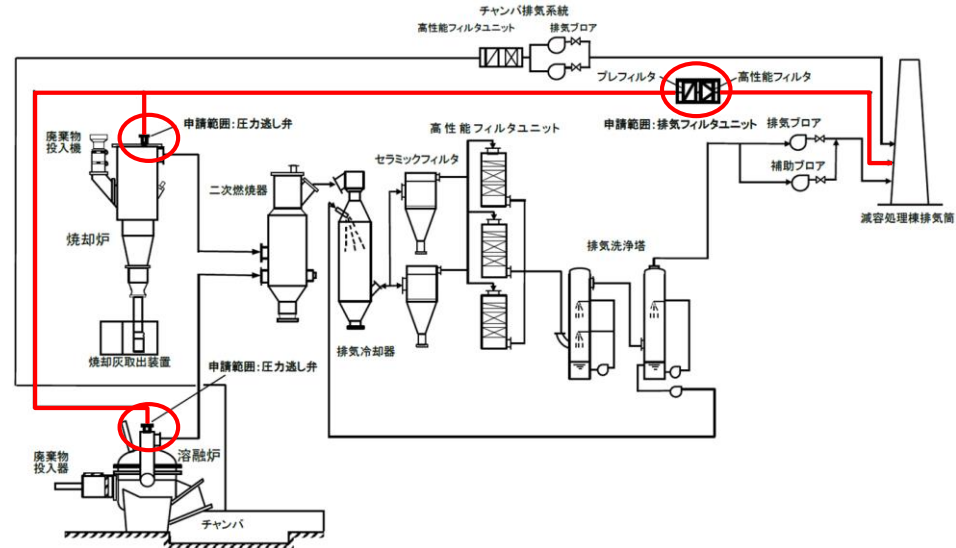 チャンバ排気系統
高性能フィルタユニット
排気ブロア
プレフィルタ
高性能フィルタ
申請範囲:圧力逃し弁
申請範囲:排気フィルタユニット
廃棄物
投入機
高性能フィルタユニット
排気ブロア
セラミックフィルタ
補助ブロア
二次燃焼器
減容処理棟排気筒
焼却炉
排気洗浄塔
排気冷却器
焼却灰取出装置
申請範囲:圧力逃し弁
溶融炉
廃棄物
投入器
チャンバ